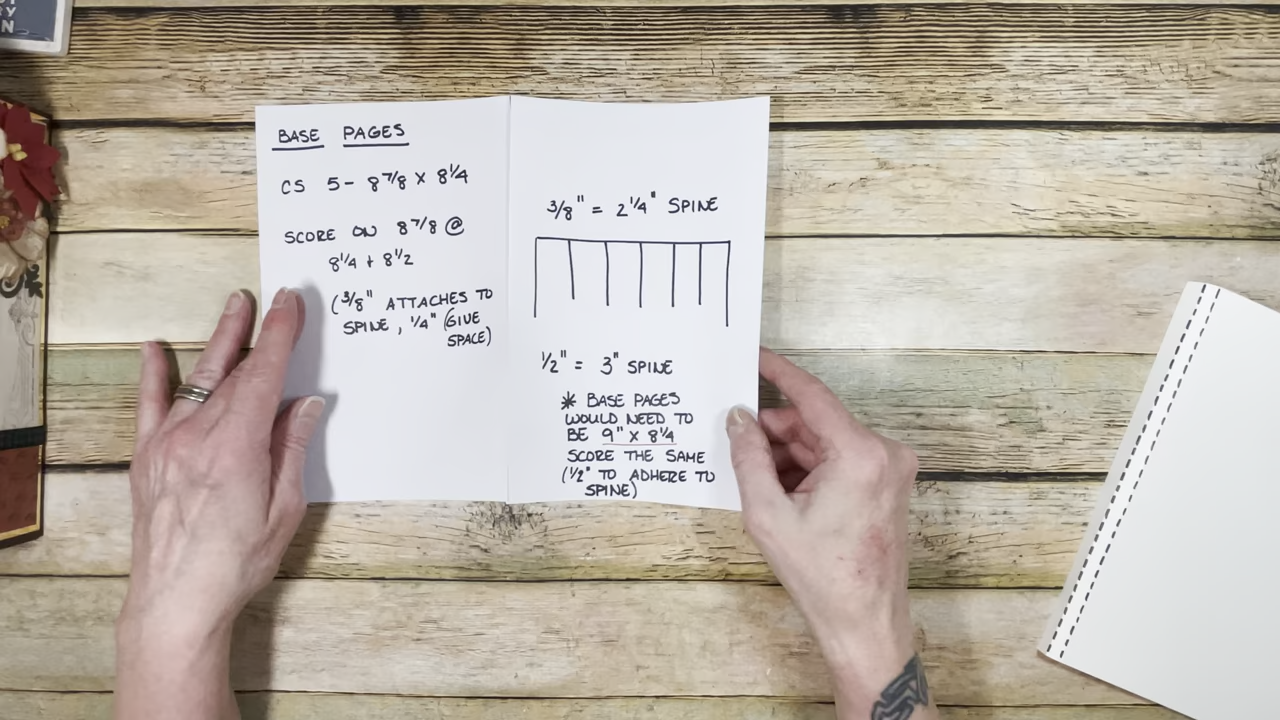 BASE PAGES
CS 5- 8 7/8 X 8 1/4
SCORE ON 8 7/8 @
8 1/4 + 8 1/2
(3/8" ATTACHES TO
SPINE, 1/4" (GIVE
SPACE)
3/8" = 2 1/4" SPINE
1/2" = 3" SPINE
* BASE PAGES
WOULD NEED TO
BE 9" X 8 1/4
SCORE THE SAME
(1/2" TO ADHERE TO
SPINE)